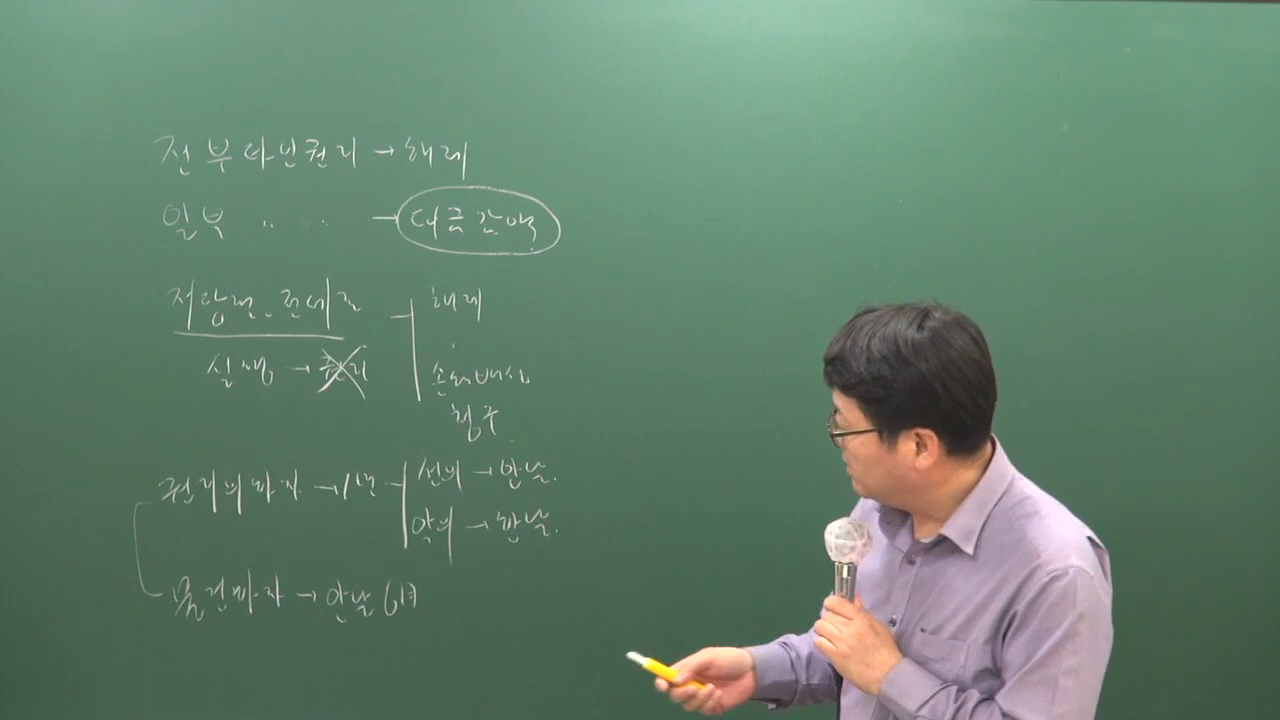 전부타인권리 → 해제
일부 〃 〃 → 대금감액
저당권. 전세권
실행 → 권리
해제
손해배상
청구
권리의하자 → 1년
선의 → 안날.
악의 →
물건하자 → 안날 6月